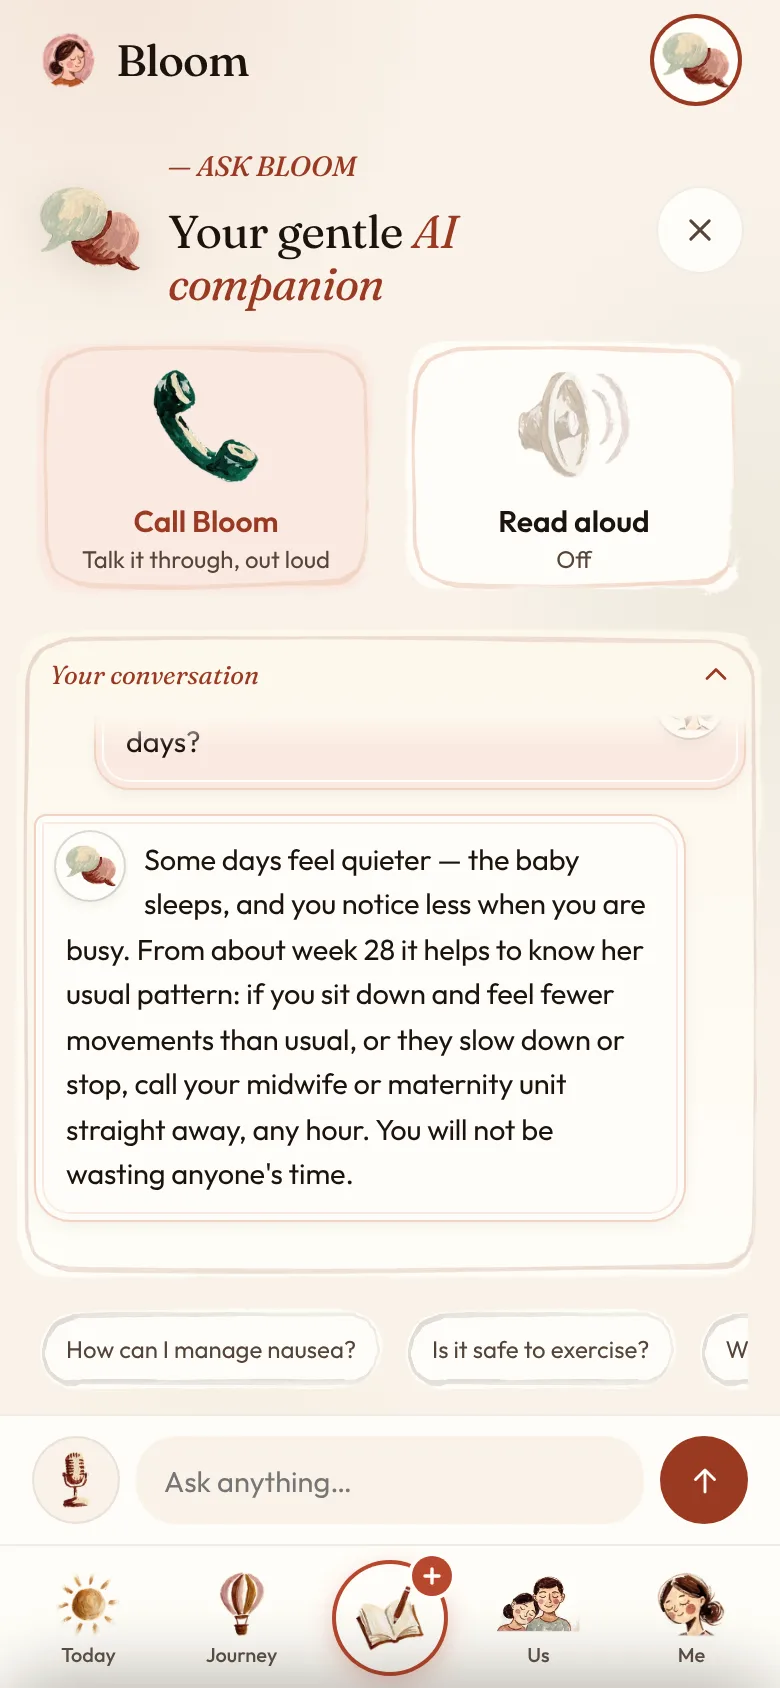 Bloom
— ASK BLOOM
Your gentle AI
companion
Call Bloom
Talk it through, out loud
Read aloud
Off
Your conversation
days?
Some days feel quieter — the baby
sleeps, and you notice less when you are
busy. From about week 28 it helps to know her
usual pattern: if you sit down and feel fewer
movements than usual, or they slow down or
stop, call your midwife or maternity unit
straight away, any hour. You will not be
wasting anyone's time.
How can I manage nausea?
Is it safe to exercise?
W
Ask anything...
Today
Journey
Us
Me